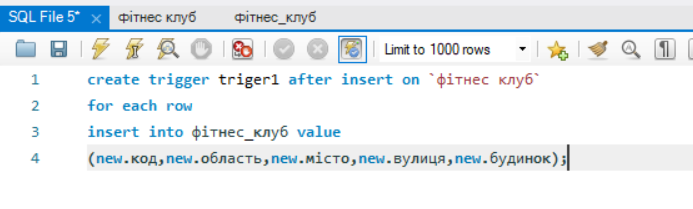 SQL File 5* × фітнес клуб фітнес_клуб
Limit to 1000 rows
1 create trigger triger1 after insert on `фітнес клуб`
2 for each row
3 insert into фітнес_клуб value
4 (new.код,new.область,new.місто,new.вулиця,new.будинок);